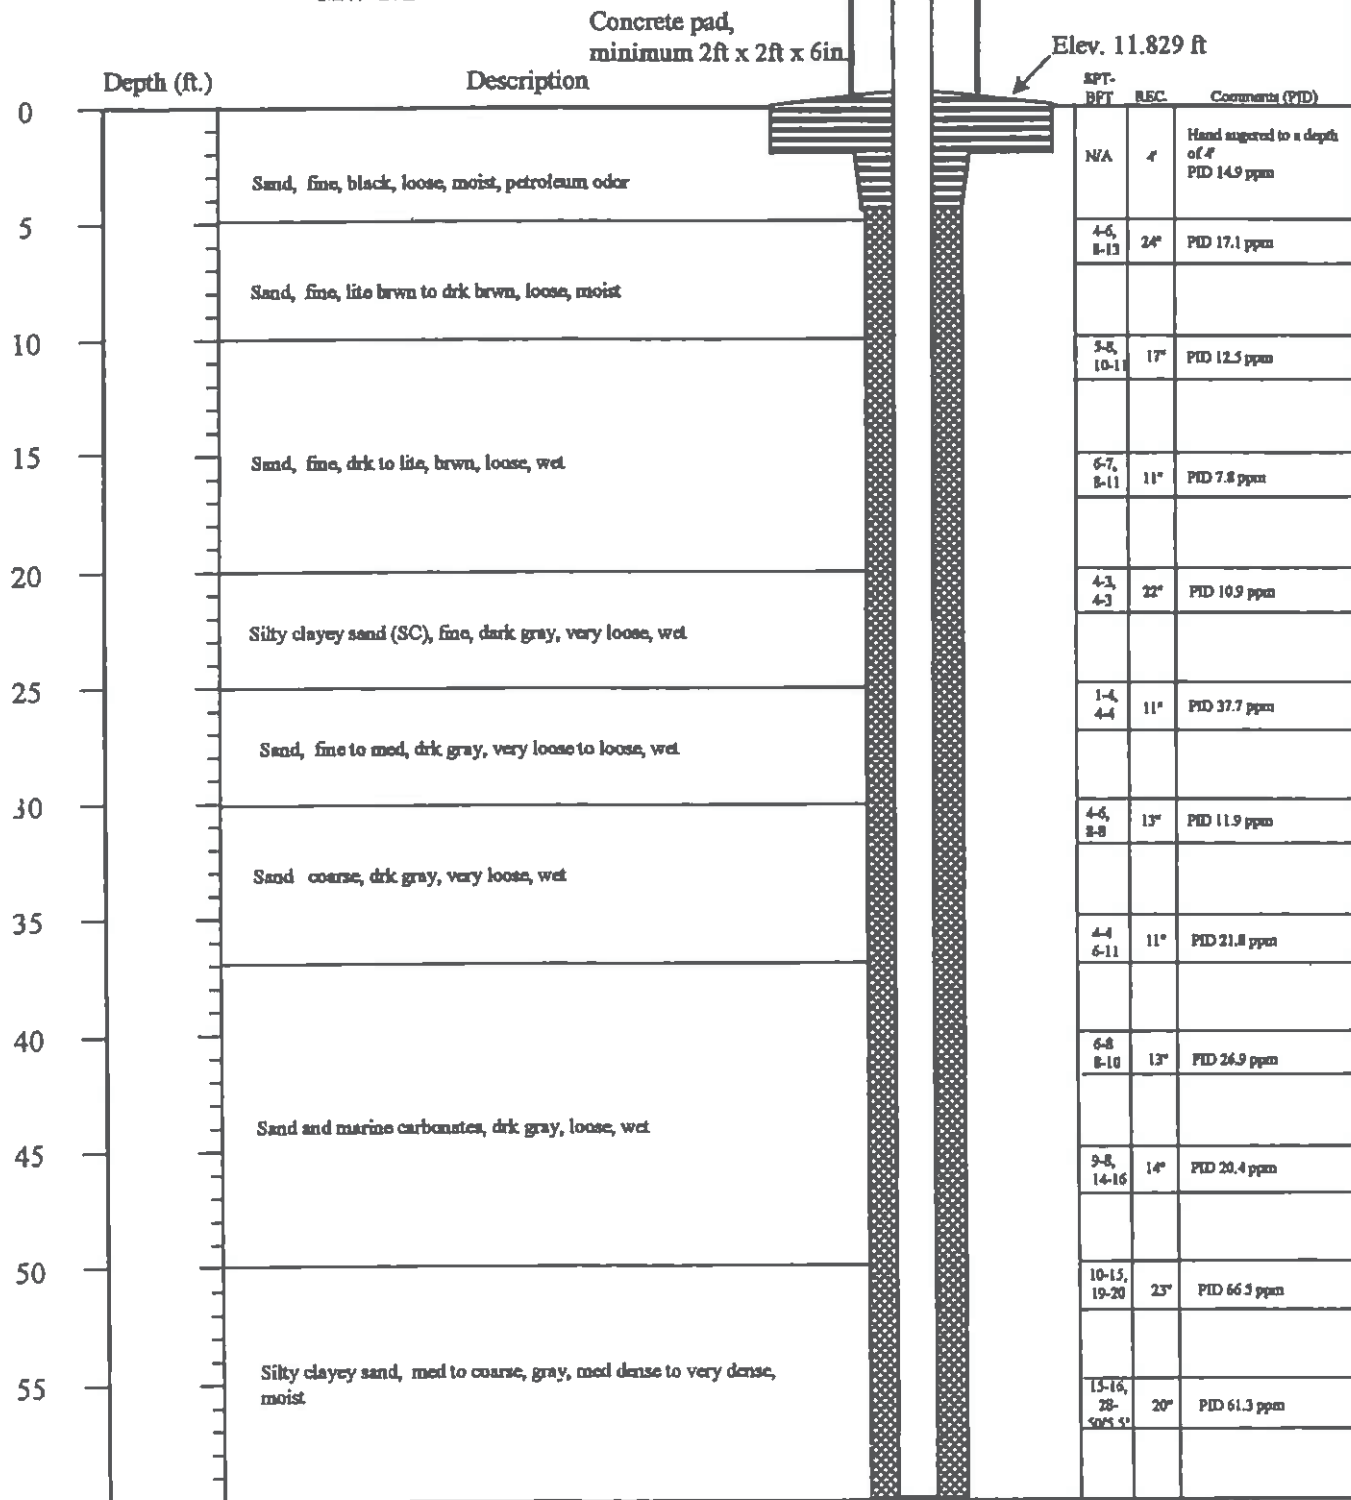 Concrete pad,
minimum 2ft x 2ft x 6in.
Elev. 11.829 ft
Depth (ft.)
Description
SPT-
BPT
REC.
Comments (PID)
0
Hand augered to a depth
of 4'
PID 14.9 ppm
N/A
4'
Sand, fine, black, loose, moist, petroleum odor
5
4-6,
8-13
24"
PID 17.1 ppm
Sand, fine, lite brwn to drk brwn, loose, moist
10
5-8,
10-11
17"
PID 12.5 ppm
15
Sand, fine, drk to lite, brwn, loose, wet
6-7,
8-11
11"
PID 7.8 ppm
20
4-3,
4-3
22"
PID 10.9 ppm
Silty clayey sand (SC), fine, dark gray, very loose, wet
25
1-4,
4-4
11"
PID 37.7 ppm
Sand, fine to med, drk gray, very loose to loose, wet
30
4-6,
8-8
13"
PID 11.9 ppm
Sand coarse, drk gray, very loose, wet
35
4-4
6-11
11"
PID 21.8 ppm
40
6-8
8-10
13"
PID 26.9 ppm
Sand and marine carbonates, drk gray, loose, wet
45
9-8,
14-16
14"
PID 20.4 ppm
50
10-15,
19-20
23"
PID 66.5 ppm
Silty clayey sand, med to coarse, gray, med dense to very dense,
moist
55
15-16,
28-
50/5.5"
20"
PID 61.3 ppm